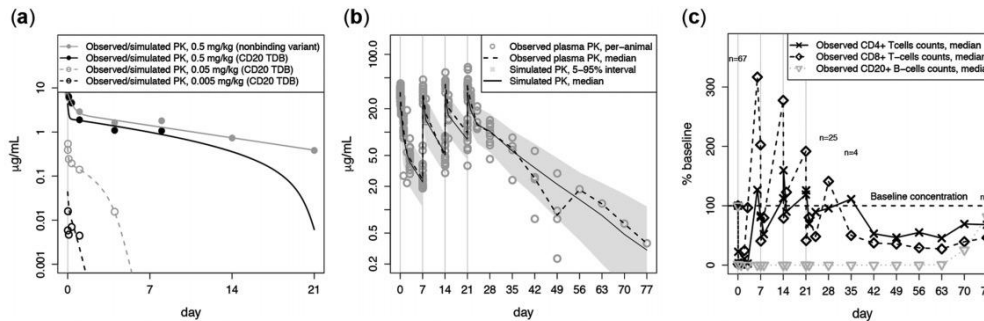 (a)
Observed/simulated PK, 0.5 mg/kg (nonbinding variant)
Observed/simulated PK, 0.5 mg/kg (CD20 TDB)
Observed/simulated PK, 0.05 mg/kg (CD20 TDB)
Observed/simulated PK, 0.005 mg/kg (CD20 TDB)
10
1
0.1
0.01
0.001
µg/mL
0 7 14 21
day
(b)
µg/mL
Observed plasma PK, per-animal
Observed plasma PK, median
Simulated PK, 5–95% interval
Simulated PK, median
100.0
20.0
5.0
2.0
0.5
0.2
µg/mL
0 7 14 21 28 35 42 49 56 63 70 77
day
(c)
Observed CD4+ Tcells counts, median
Observed CD8+ T-cells counts, median
Observed CD20+ B-cells counts, median
n=67
n=25
n=4
Baseline concentration
n
300
200
100
0
% baseline
0 7 14 21 28 35 42 49 56 63 70 77
day